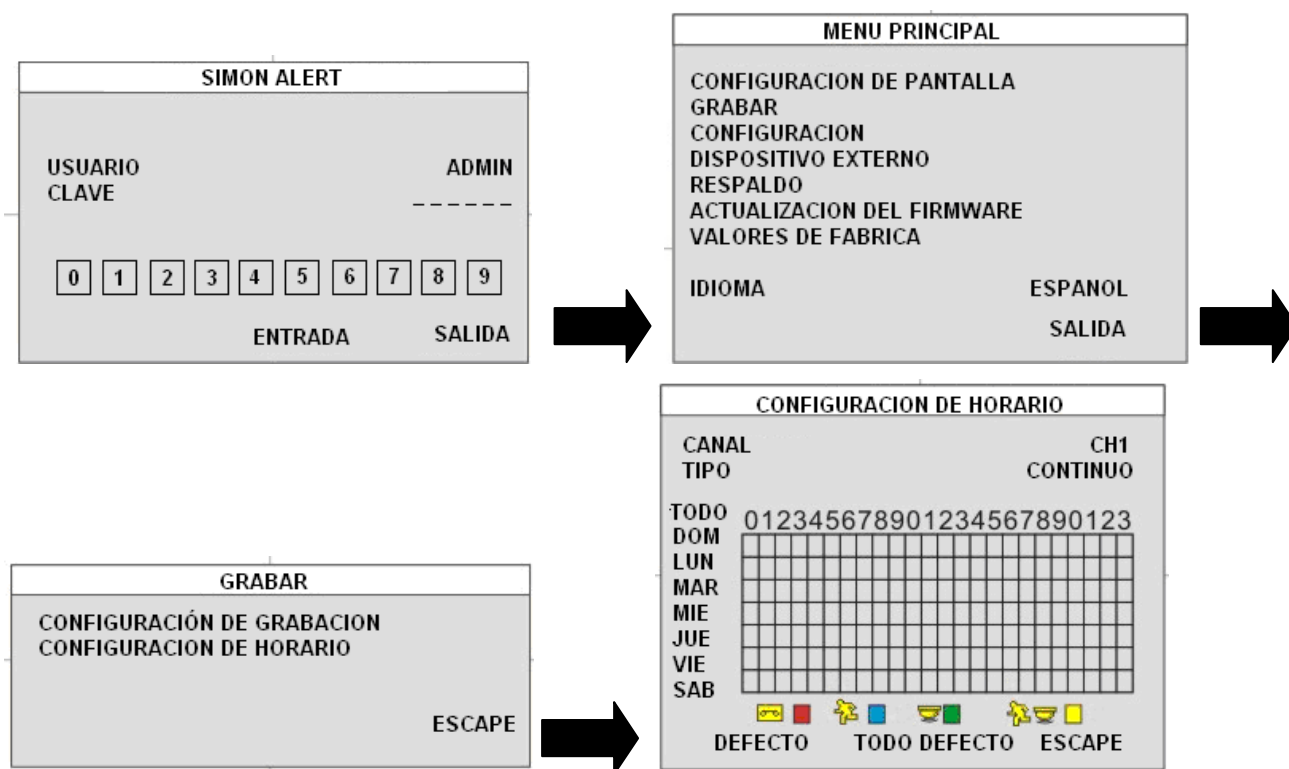 SIMON ALERT
USUARIO ADMIN
CLAVE _ _ _ _ _ _
0 1 2 3 4 5 6 7 8 9
ENTRADA SALIDA
MENU PRINCIPAL
CONFIGURACION DE PANTALLA
GRABAR
CONFIGURACION
DISPOSITIVO EXTERNO
RESPALDO
ACTUALIZACION DEL FIRMWARE
VALORES DE FABRICA
IDIOMA ESPANOL
SALIDA
GRABAR
CONFIGURACIÓN DE GRABACION
CONFIGURACION DE HORARIO
ESCAPE
CONFIGURACION DE HORARIO
CANAL CH1
TIPO CONTINUO
TODO 012345678901234567890123
DOM
LUN
MAR
MIE
JUE
VIE
SAB
DEFECTO TODO DEFECTO ESCAPE